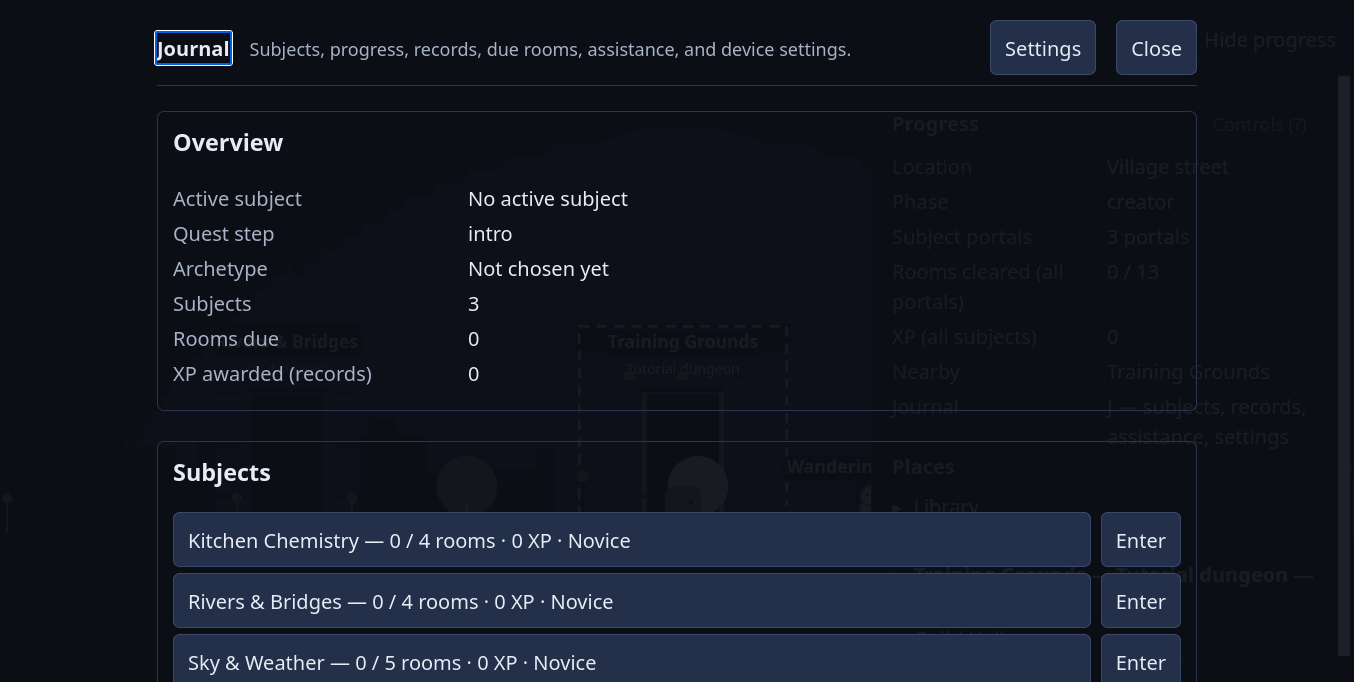 Journal Subjects, progress, records, due rooms, assistance, and device settings. Settings Close Hide progress
Overview
Active subject No active subject
Quest step intro
Archetype Not chosen yet
Subjects 3
Rooms due 0
XP awarded (records) 0
Subjects
Kitchen Chemistry — 0 / 4 rooms · 0 XP · Novice Enter
Rivers & Bridges — 0 / 4 rooms · 0 XP · Novice Enter
Sky & Weather — 0 / 5 rooms · 0 XP · Novice Enter
Progress Controls (?)
Location Village street
Phase creator
Subject portals 3 portals
Rooms cleared (all portals) 0 / 13
XP (all subjects) 0
Nearby Training Grounds
Journal J — subjects, records,
assistance, settings
Places
▸ Library
Training Grounds — Tutorial dungeon —
& Bridges
Training Grounds
Tutorial dungeon